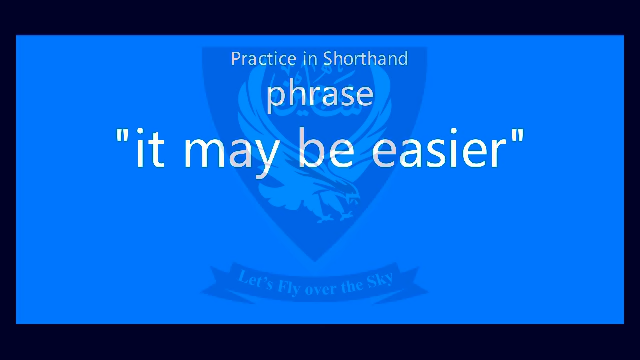 Practice in Shorthand
phrase
"it may be easier"
Let's Fly over the Sky